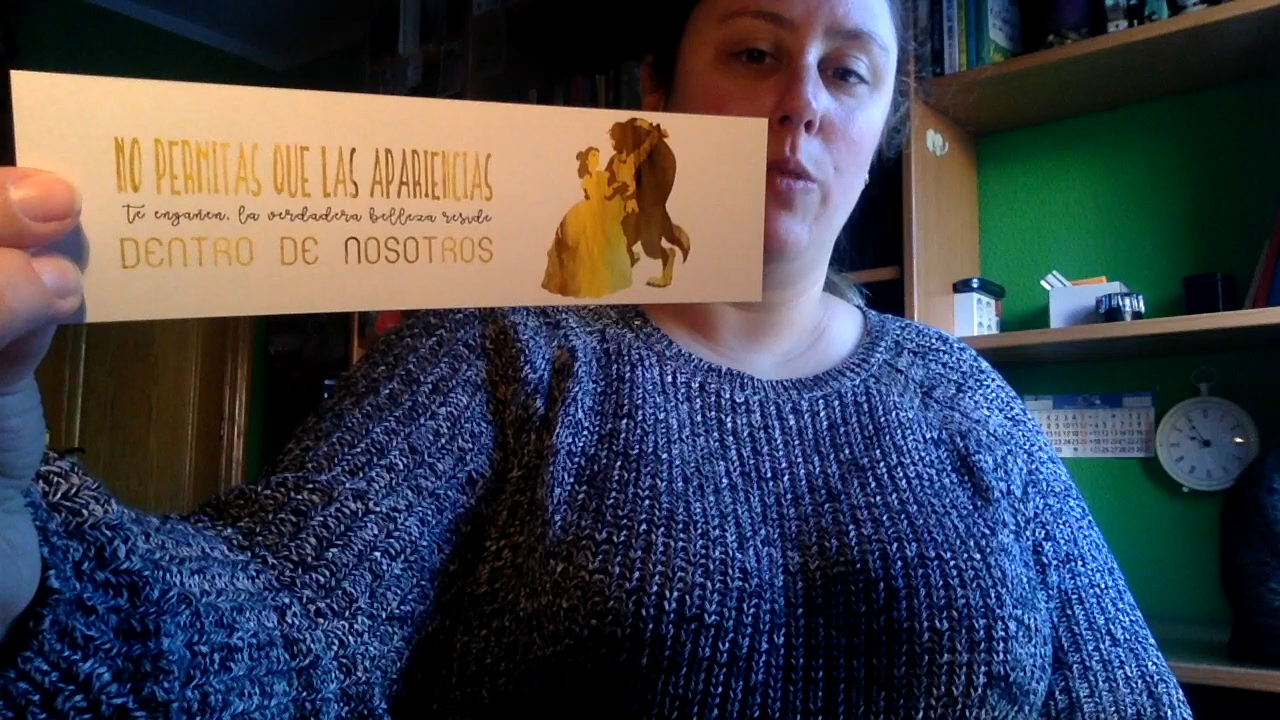 NO PERMITAS QUE LAS APARIENCIAS
te engañen. la verdadera belleza reside
DENTRO DE NOSOTROS